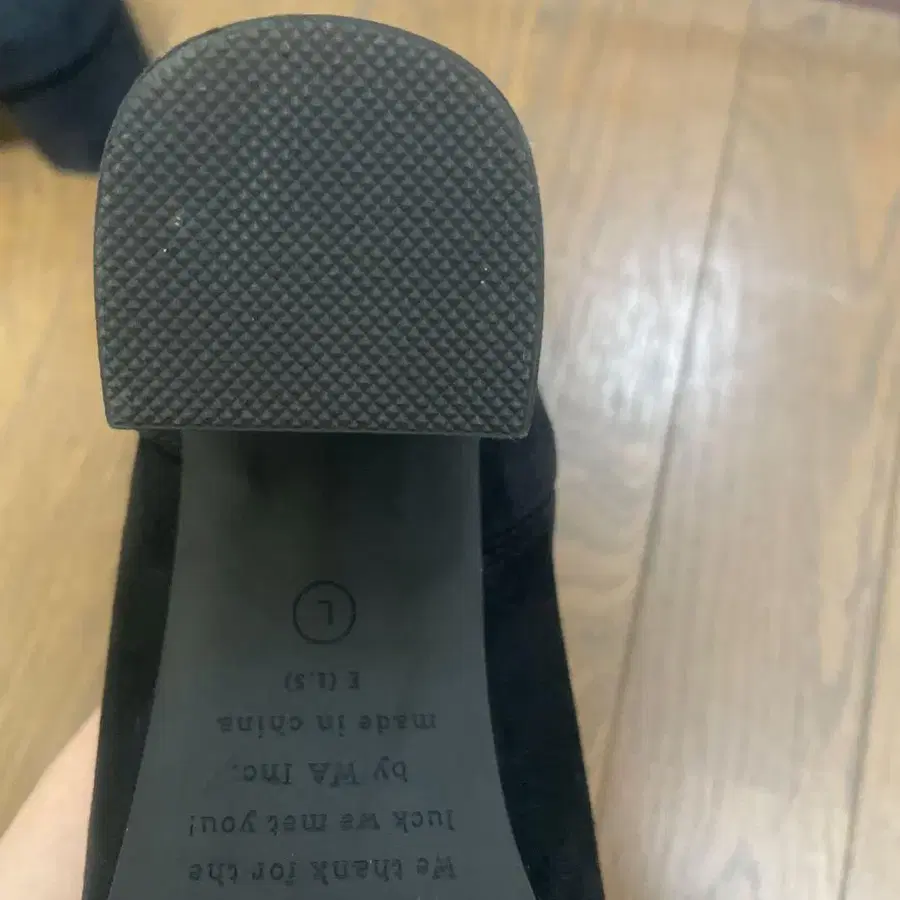 We thank for the
luck we met you!
by WA Inc.
made in china
E (1.5)
L